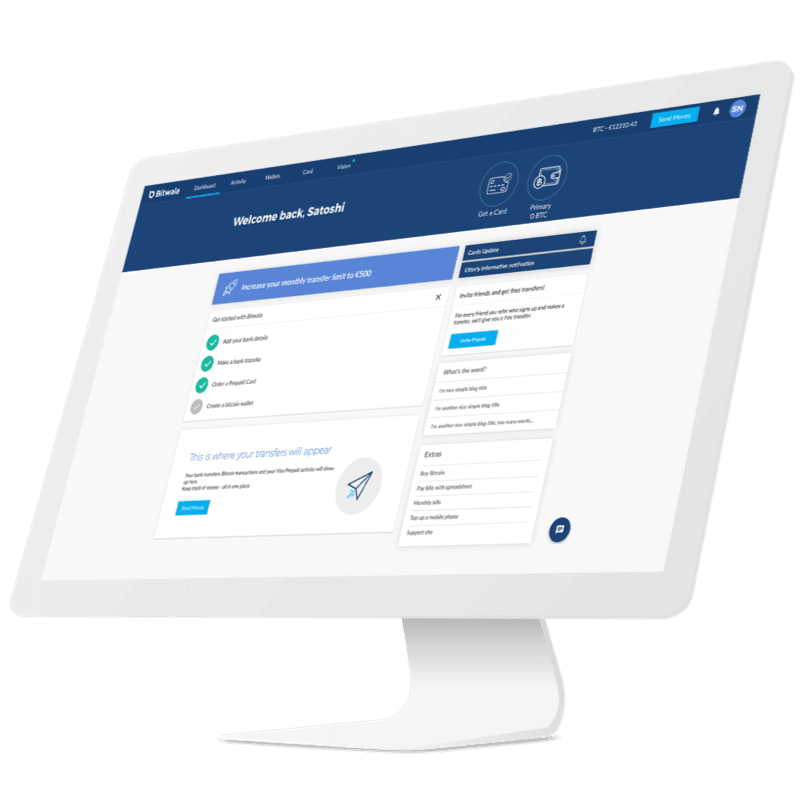 Bitwala
Dashboard
Activity
Wallets
Card
Vision
BTC - €12210.43
Send Money
SN
Welcome back, Satoshi
Get a Card
Primary
0 BTC
Increase your monthly transfer limit to €500
Get started with Bitwala
Add your bank details
Make a bank transfer
Order a Prepaid Card
Create a bitcoin wallet
This is where your transfers will appear
Your bank transfers, Bitcoin transactions and your Visa Prepaid activity will show
up here.
Keep track of money - all in one place.
Send Money
Cards Update
Utterly informative notification
Invite friends and get free transfers!
For every friend you refer who signs up and makes a
transfer, we'll give you a free transfer.
Invite Friends
What's the word?
I'm nice simple blog title
I'm another nice simple blog title
I'm another nice simple blog title, too many words...
Extras
Buy Bitcoin
Pay bills with spreadsheet
Monthly bills
Top up a mobile phone
Support site